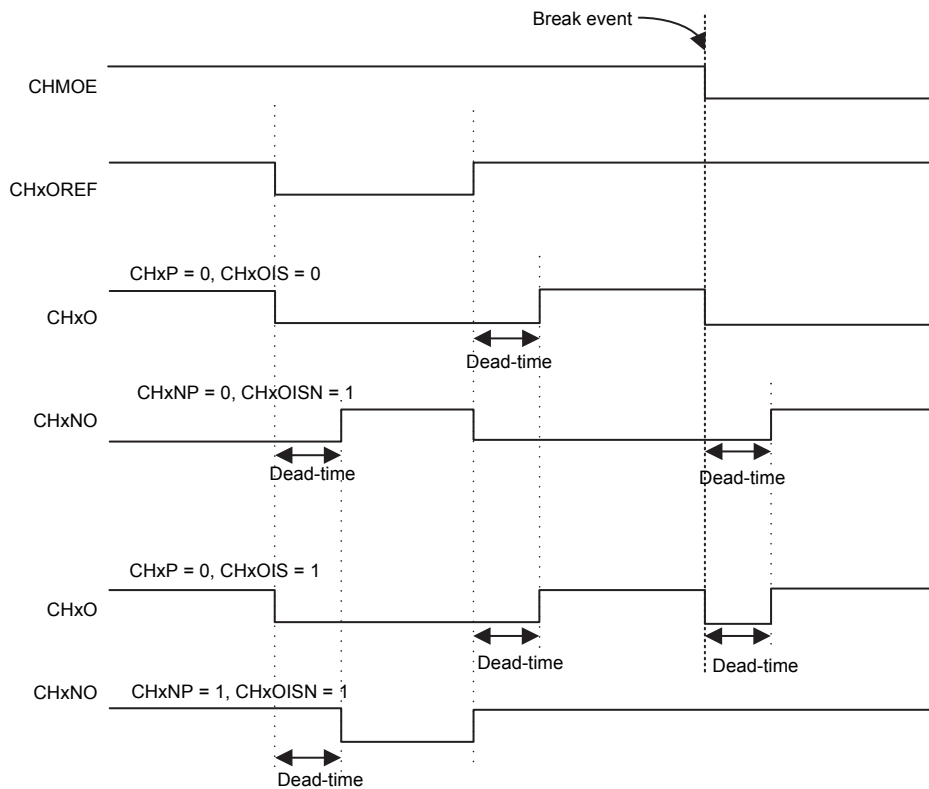 Break event
CHMOE
CHxOREF
CHxP = 0, CHxOIS = 0
CHxO
Dead-time
CHxNP = 0, CHxOISN = 1
CHxNO
Dead-time
Dead-time
CHxP = 0, CHxOIS = 1
CHxO
Dead-time
Dead-time
CHxNO
CHxNP = 1, CHxOISN = 1
Dead-time